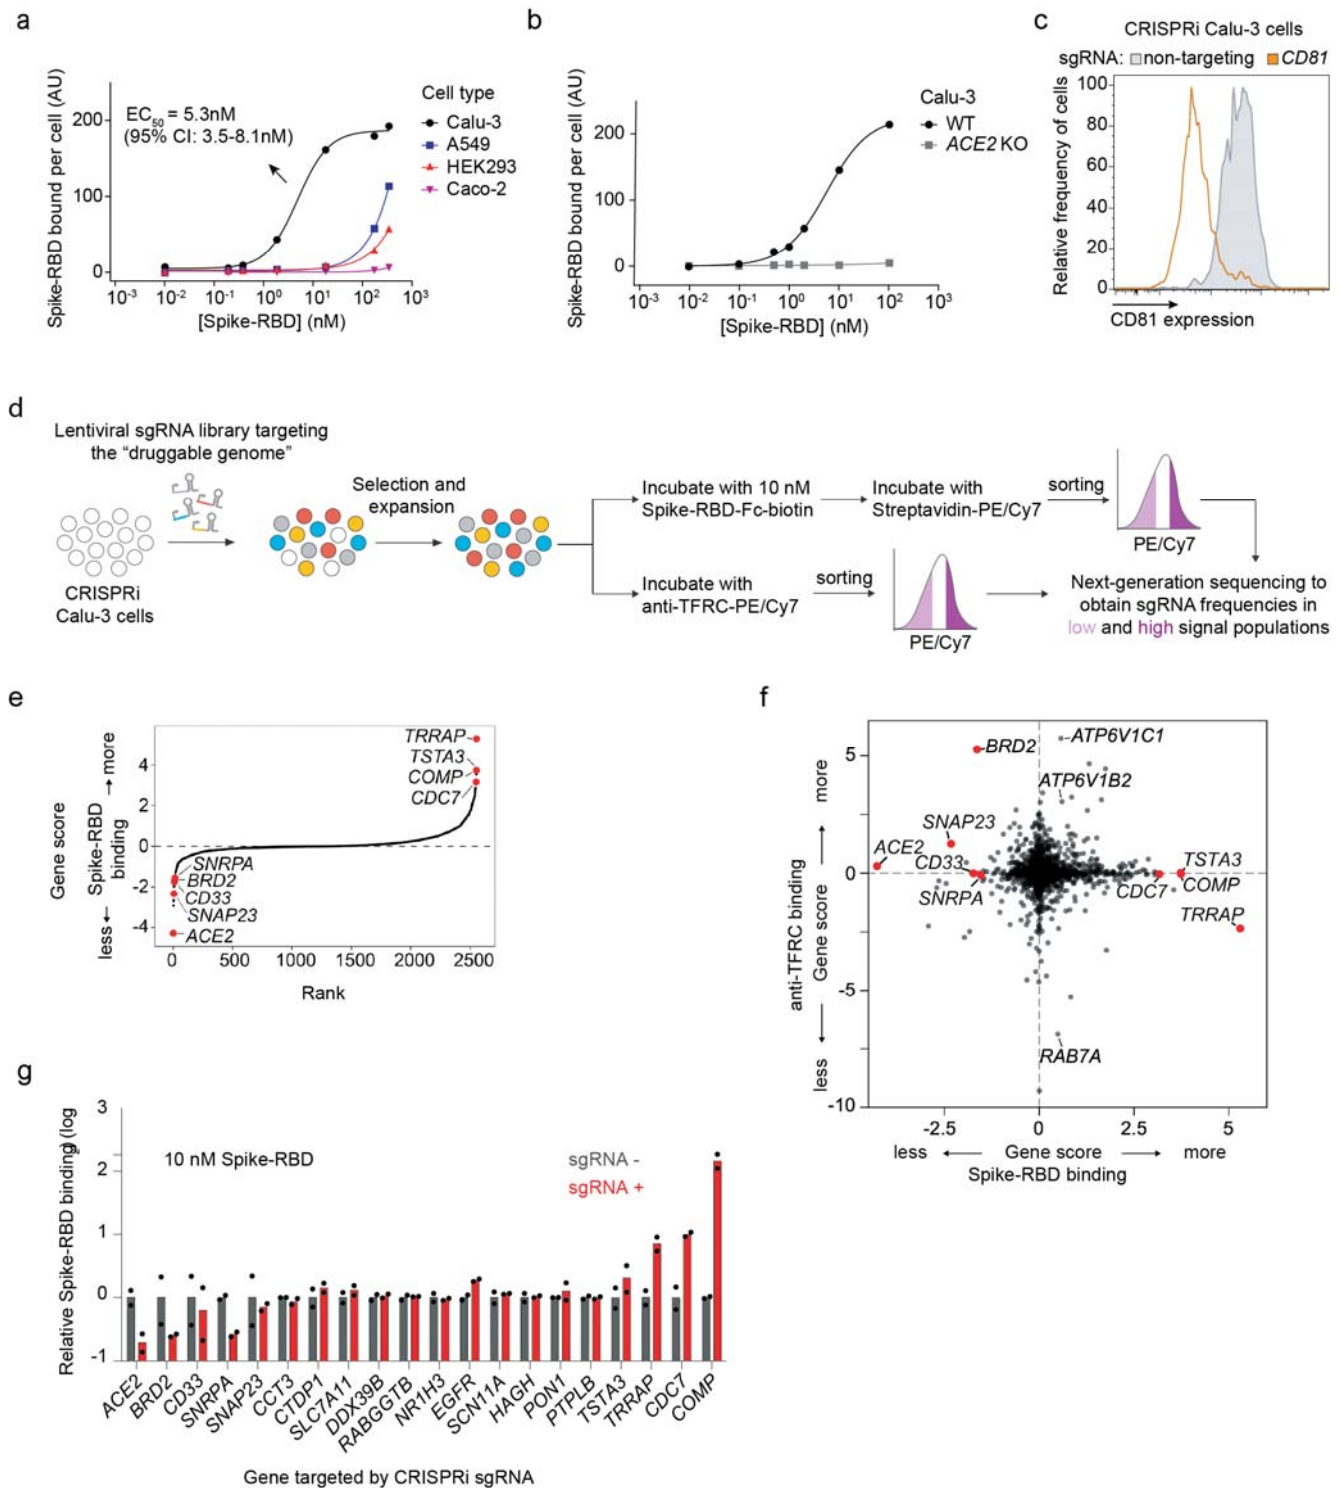 a
Spike-RBD bound per cell (AU)
200
100
0
EC50 = 5.3nM
(95% CI: 3.5-8.1nM)
Cell type
Calu-3
A549
HEK293
Caco-2
10-3 10-2 10-1 100 101 102 103
[Spike-RBD] (nM)
b
Spike-RBD bound per cell (AU)
200
100
0
Calu-3
WT
ACE2 KO
10-3 10-2 10-1 100 101 102 103
[Spike-RBD] (nM)
c
CRISPRi Calu-3 cells
sgRNA: non-targeting CD81
Relative frequency of cells
100
80
60
40
20
0
CD81 expression
d
Lentiviral sgRNA library targeting
the “druggable genome”
CRISPRi
Calu-3 cells
Selection and
expansion
Incubate with 10 nM
Spike-RBD-Fc-biotin
Incubate with
Streptavidin-PE/Cy7
sorting
PE/Cy7
Incubate with
anti-TFRC-PE/Cy7
sorting
PE/Cy7
Next-generation sequencing to
obtain sgRNA frequencies in
low and high signal populations
e
Gene score
Spike-RBD
binding
less
more
4
2
0
-2
-4
TRRAP
TSTA3
COMP
CDC7
SNRPA
BRD2
CD33
SNAP23
ACE2
0 500 1000 1500 2000 2500
Rank
f
anti-TFRC binding
Gene score
less
more
5
0
-5
-10
BRD2
ATP6V1C1
ATP6V1B2
SNAP23
ACE2
CD33
SNRPA
CDC7
TSTA3
COMP
TRRAP
RAB7A
-2.5 0 2.5 5
less Gene score more
Spike-RBD binding
g
Relative Spike-RBD binding (log
3
2
1
0
-1
10 nM Spike-RBD
sgRNA -
sgRNA +
ACE2
BRD2
CD33
SNRPA
SNAP23
CCT3
CTDP1
SLC7A11
DDX39B
RABGGTB
NR1H3
EGFR
SCN11A
HAGH
PON1
PTPLB
TSTA3
TRRAP
CDC7
COMP
Gene targeted by CRISPRi sgRNA